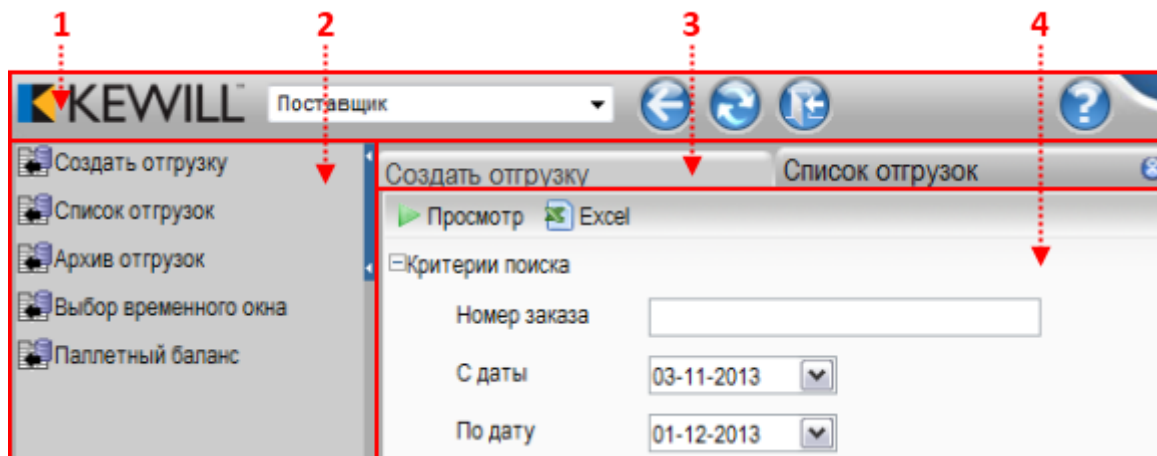 1 2 3 4
KEWILL™ Поставщик ?
Создать отгрузку
Список отгрузок
Архив отгрузок
Выбор временного окна
Паллетный баланс
Создать отгрузку Список отгрузок
Просмотр Excel
Критерии поиска
Номер заказа
С даты 03-11-2013
По дату 01-12-2013